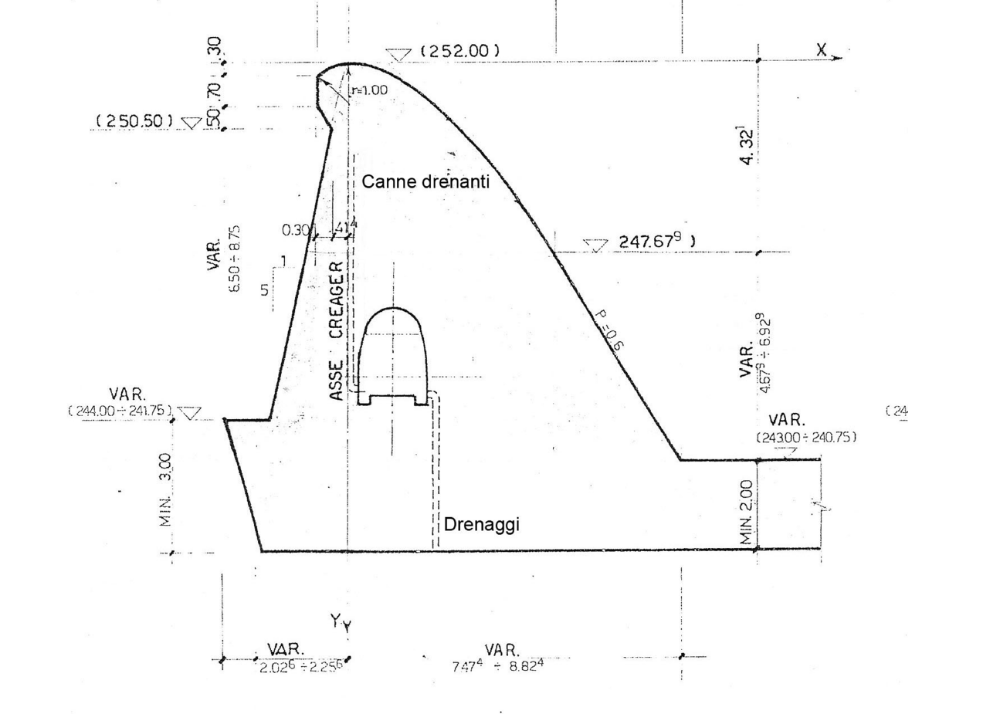 .30
(252.00)
X
.70
r=1.00
(250.50)
.50
4.32¹
Canne drenanti
0.30
.41⁴
247.67⁹ )
VAR.
6.50÷8.75
1
5
ASSE CREAGER
P=0.6
VAR.
4.67⁹÷6.92⁹
VAR.
(244.00÷241.75)
VAR.
(243.00÷240.75)
(24
MIN. 3.00
MIN. 2.00
Drenaggi
Y
VAR.
2.02⁶÷2.25⁶
VAR.
7.47⁴ ÷ 8.82⁴